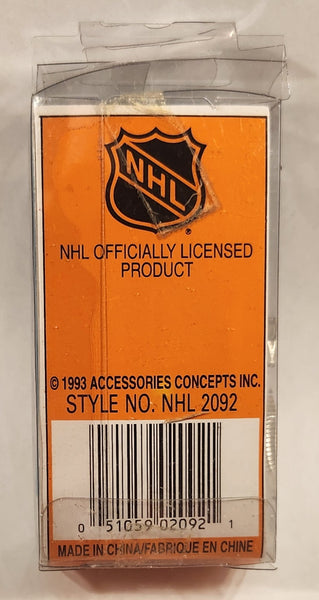 NHL
®
NHL OFFICIALLY LICENSED
PRODUCT
© 1993 ACCESSORIES CONCEPTS INC.
STYLE NO. NHL 2092
0 51059 02092 1
MADE IN CHINA/FABRIQUE EN CHINE